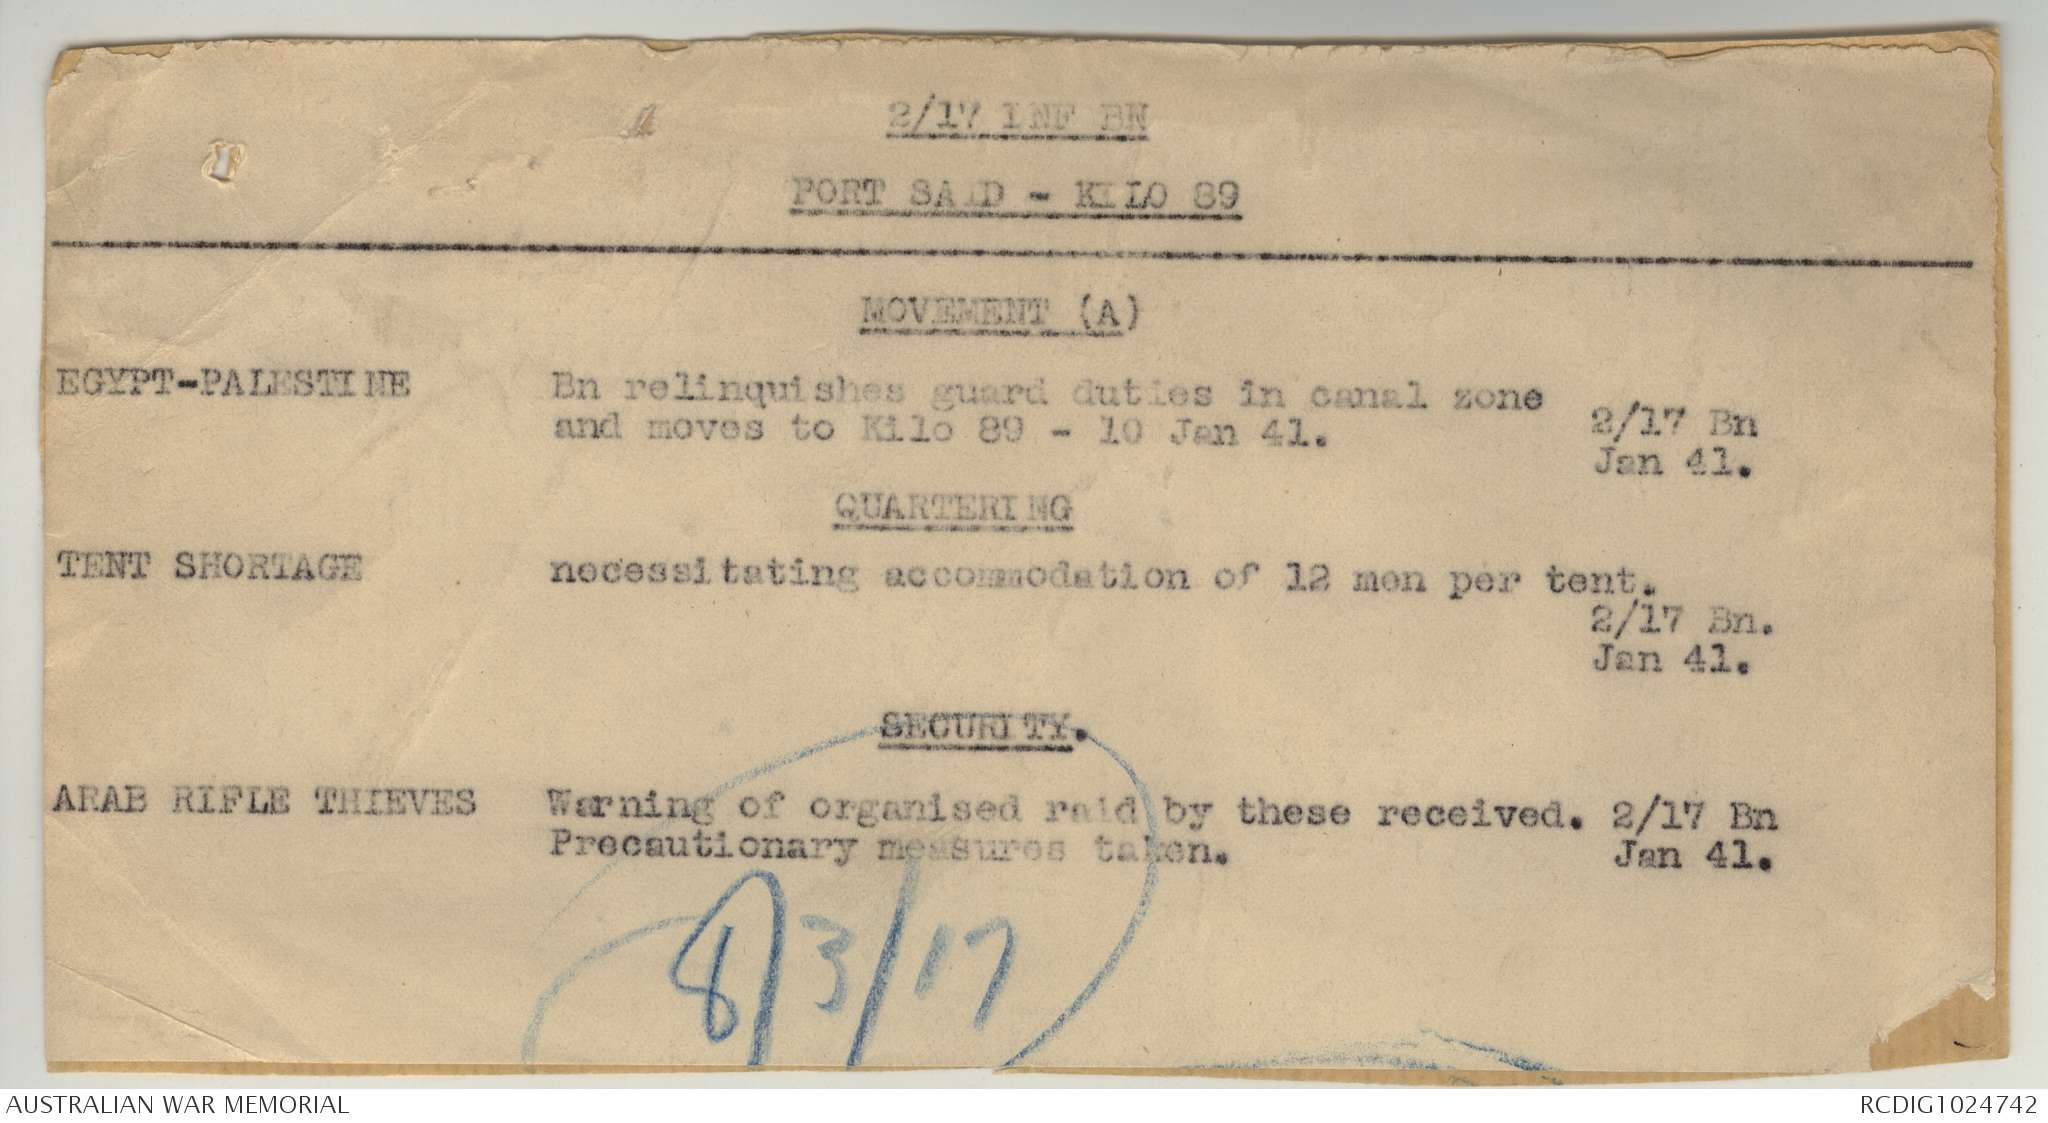 2/17 INF BN
PORT SAID - KILO 89
MOVEMENT (A)
EGYPT-PALESTINE Bn relinquishes guard duties in canal zone
and moves to Kilo 89 - 10 Jan 41. 2/17 Bn
Jan 41.
QUARTERING
TENT SHORTAGE necessitating accommodation of 12 men per tent.
2/17 Bn.
Jan 41.
SECURITY.
ARAB RIFLE THIEVES Warning of organised raid by these received. 2/17 Bn
Precautionary measures taken. Jan 41.
8/3/17
AUSTRALIAN WAR MEMORIAL RCDIG1024742